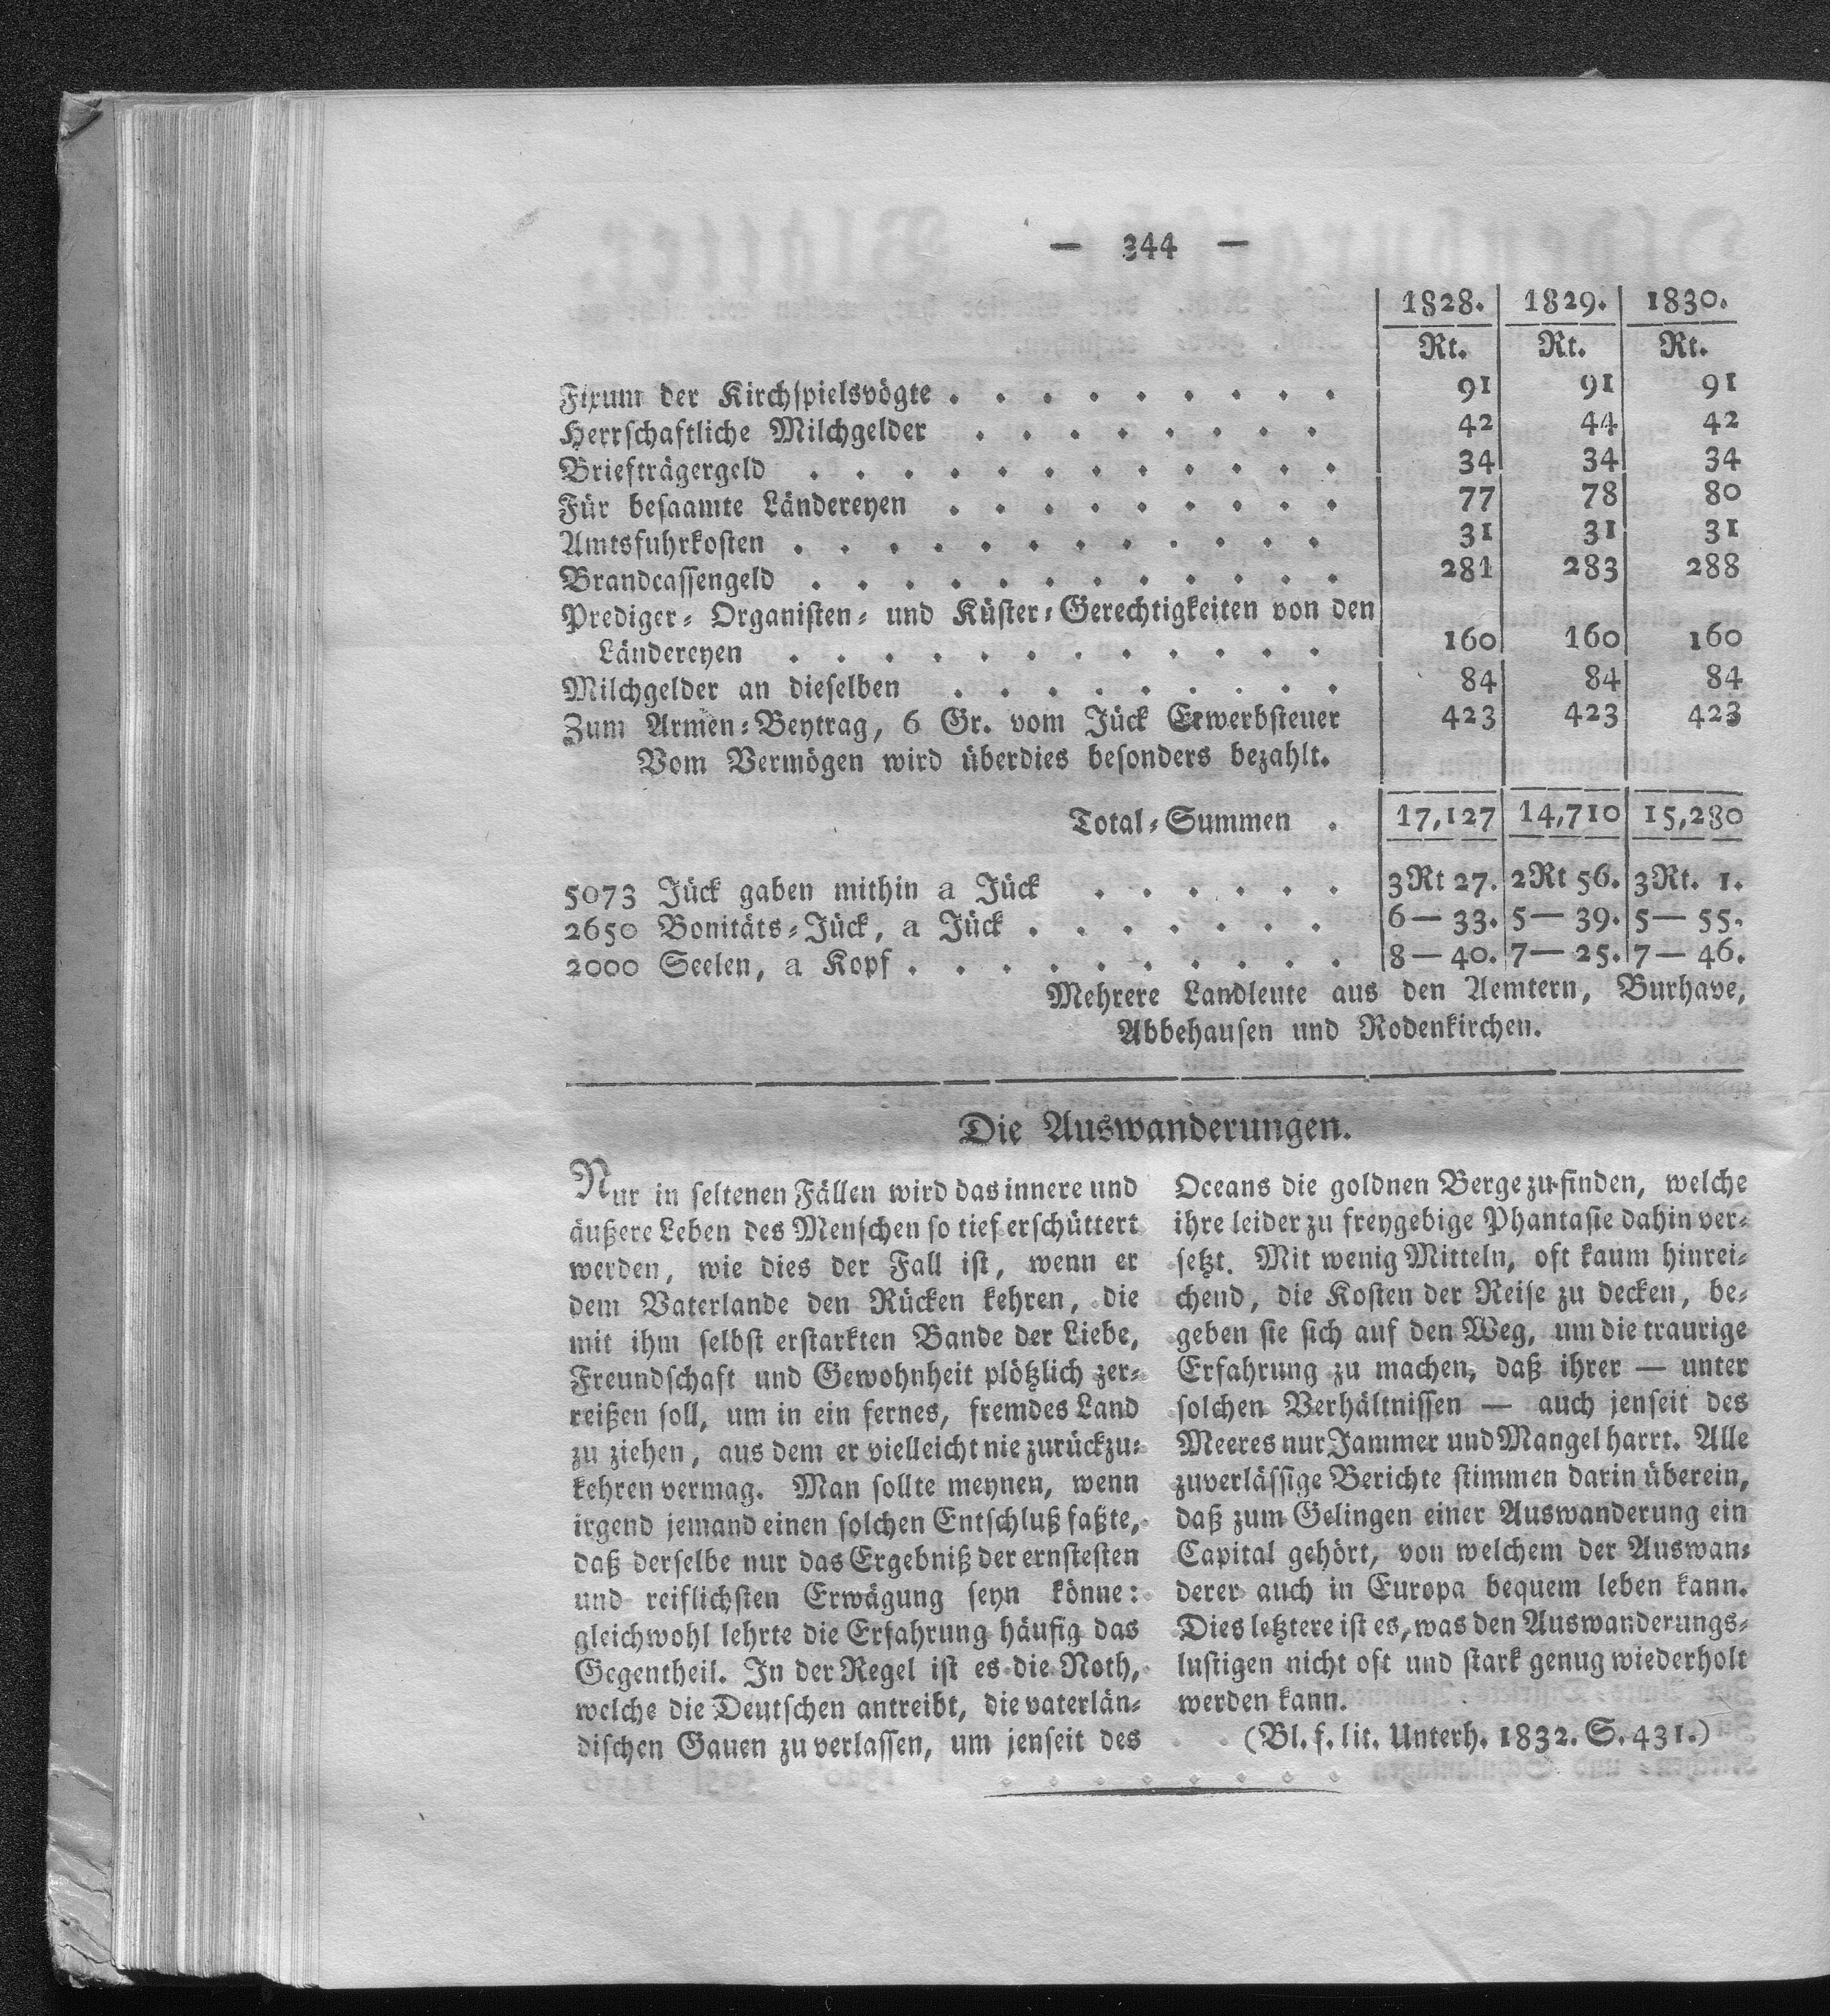 — 344 —
1828. 1829. 1830.
Rt. Rt. Rt.
Fixum der Kirchspielsvögte . . . . . . . . . 91 91 91
Herrschaftliche Milchgelder . . . . . . . . 42 44 42
Briefträgergeld . . . . . . . . . . . . 34 34 34
Für besaamte Ländereyen . . . . . . . . . 77 78 80
Amtsfuhrkosten . . . . . . . . . . . . 31 31 31
Brandcassengeld . . . . . . . . . . . . 281 283 288
Prediger- Organisten- und Küster-Gerechtigkeiten von den
Ländereyen . . . . . . . . . . . . 160 160 160
Milchgelder an dieselben . . . . . . . . . 84 84 84
Zum Armen-Beytrag, 6 Gr. vom Jück Erwerbsteuer 423 423 423
Vom Vermögen wird überdies besonders bezahlt.
Total-Summen . 17,127 14,710 15,280
5073 Jück gaben mithin a Jück . . . . . . 3Rt 27. 2Rt 56. 3Rt. 1.
2650 Bonitäts-Jück, a Jück . . . . . . . 6— 33. 5— 39. 5— 55.
2000 Seelen, a Kopf . . . . . . . . . . 8— 40. 7— 25. 7— 46.
Mehrere Landleute aus den Aemtern, Burhave,
Abbehausen und Rodenkirchen.
Die Auswanderungen.
Nur in seltenen Fällen wird das innere und
äußere Leben des Menschen so tief erschüttert
werden, wie dies der Fall ist, wenn er
dem Vaterlande den Rücken kehren, die
mit ihm selbst erstarkten Bande der Liebe,
Freundschaft und Gewohnheit plötzlich zer-
reißen soll, um in ein fernes, fremdes Land
zu ziehen, aus dem er vielleicht nie zurückzu-
kehren vermag. Man sollte meynen, wenn
irgend jemand einen solchen Entschluß faßte,
daß derselbe nur das Ergebniß der ernstesten
und reiflichsten Erwägung seyn könne:
gleichwohl lehrte die Erfahrung häufig das
Gegentheil. In der Regel ist es die Noth,
welche die Deutschen antreibt, die vaterlän-
dischen Gauen zu verlassen, um jenseit des
Oceans die goldnen Berge zu finden, welche
ihre leider zu freygebige Phantasie dahin ver-
setzt. Mit wenig Mitteln, oft kaum hinrei-
chend, die Kosten der Reise zu decken, be-
geben sie sich auf den Weg, um die traurige
Erfahrung zu machen, daß ihrer — unter
solchen Verhältnissen — auch jenseit des
Meeres nur Jammer und Mangel harrt. Alle
zuverlässige Berichte stimmen darin überein,
daß zum Gelingen einer Auswanderung ein
Capital gehört, von welchem der Auswan-
derer auch in Europa bequem leben kann.
Dies letztere ist es, was den Auswanderungs-
lustigen nicht oft und stark genug wiederholt
werden kann.
(Bl. f. lit. Unterh. 1832. S. 431.)